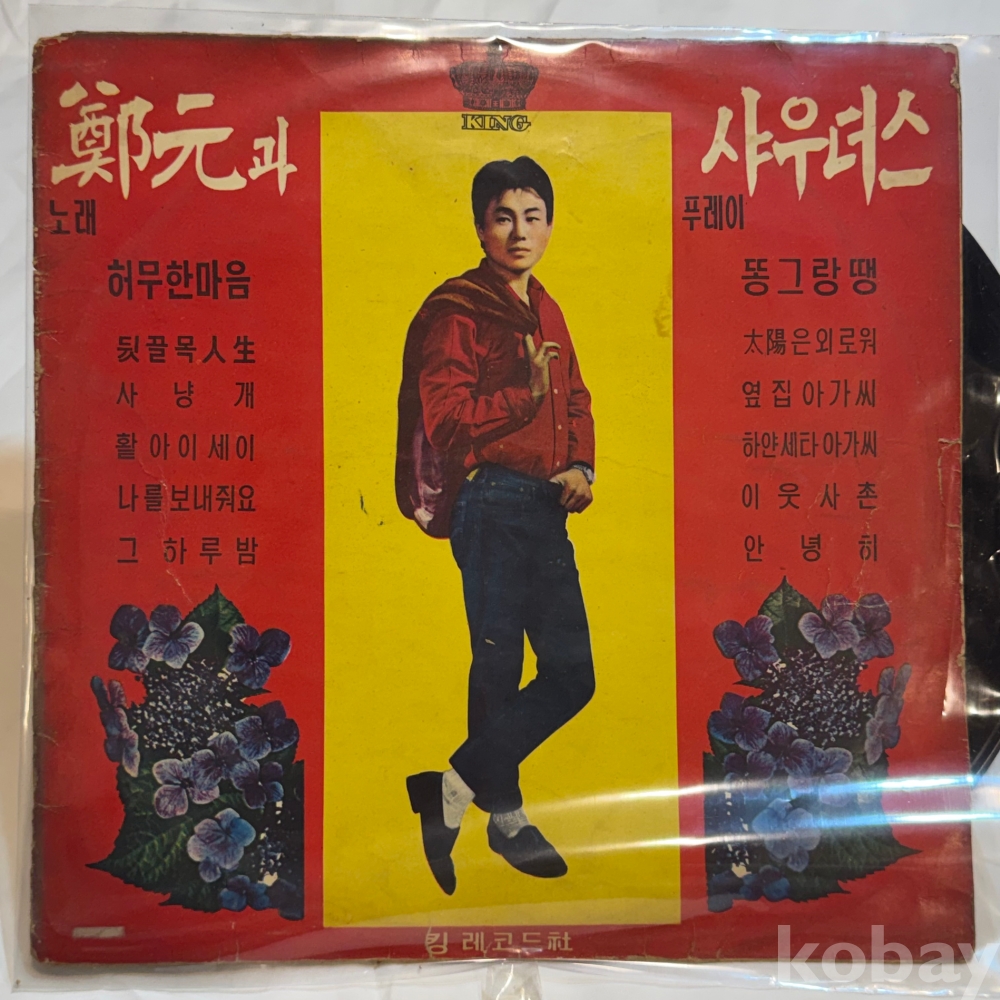 KING
鄭元과
샤우더스
노래
푸레이
허무한마음
뒷골목人生
사냥개
활아이세이
나를보내줘요
그하루밤
똥그랑땡
太陽은외로워
옆집아가씨
하얀세타아가씨
이웃사촌
안녕히
킹레코드社
kobay